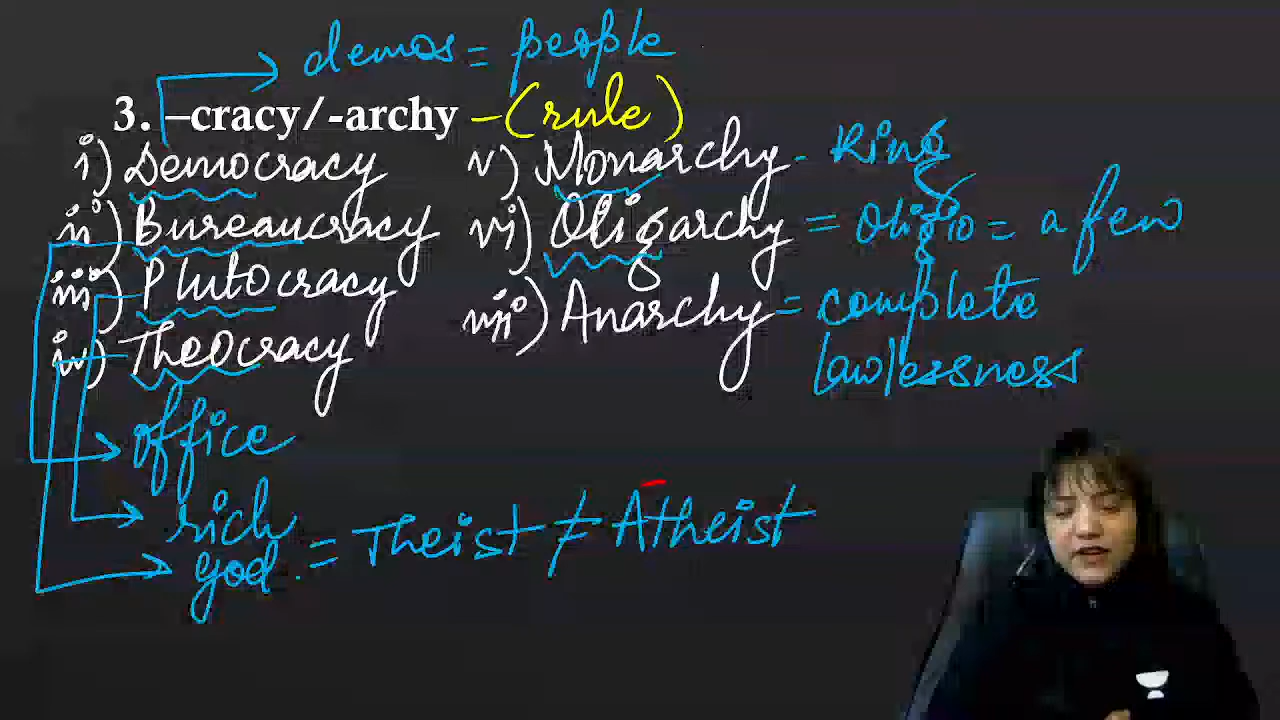 demos = people
3. –cracy/-archy –(rule)
i) Democracy
ii) Bureaucracy
iii) Plutocracy
iv) Theocracy
v) Monarchy - King
vi) Oligarchy = Oligio = a few
vii) Anarchy = complete
lawlessness
office
rich
god = Theist ≠ Atheist